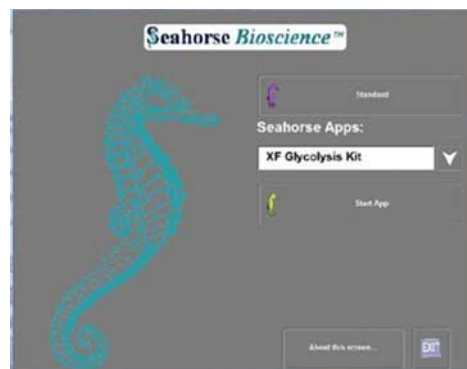 Seahorse Bioscience™
Standard
Seahorse Apps:
XF Glycolysis Kit
Start App
About this screen...
EXIT